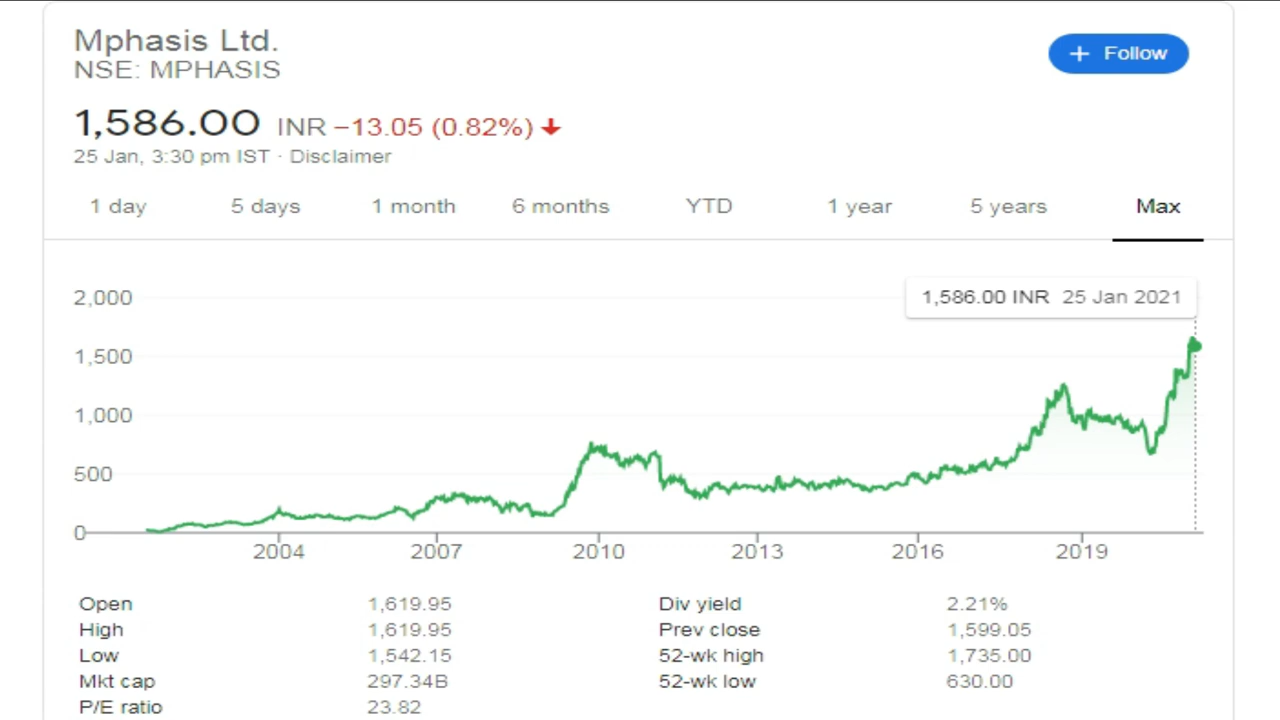 Mphasis Ltd.
NSE: MPHASIS
+ Follow
1,586.00 INR −13.05 (0.82%)
25 Jan, 3:30 pm IST · Disclaimer
1 day 5 days 1 month 6 months YTD 1 year 5 years Max
1,586.00 INR 25 Jan 2021
2,000
1,500
1,000
500
0
2004 2007 2010 2013 2016 2019
Open 1,619.95 Div yield 2.21%
High 1,619.95 Prev close 1,599.05
Low 1,542.15 52-wk high 1,735.00
Mkt cap 297.34B 52-wk low 630.00
P/E ratio 23.82